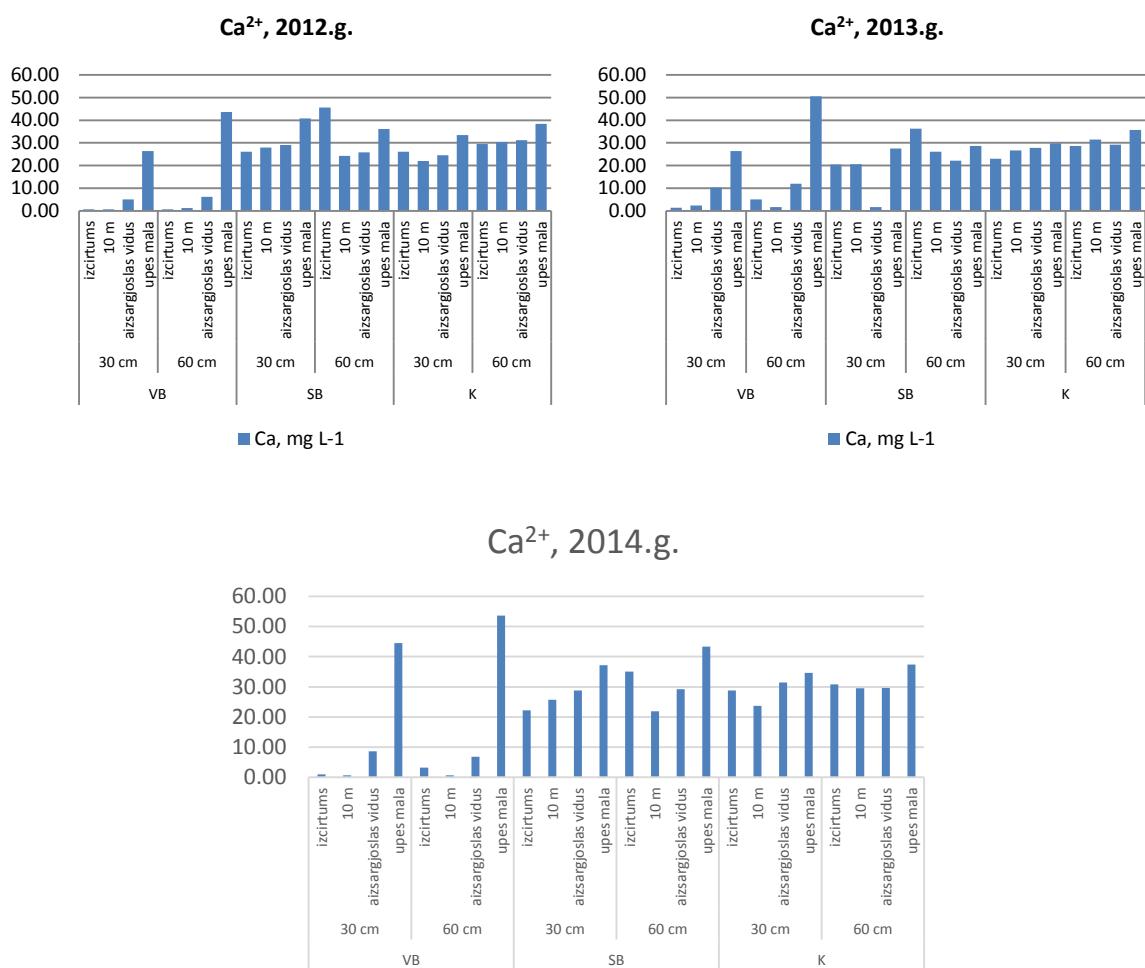 Ca²⁺, 2012.g.
60.00
50.00
40.00
30.00
20.00
10.00
0.00
izcirtums
10 m
aizsargjoslas vidus
upes mala
izcirtums
10 m
aizsargjoslas vidus
upes mala
izcirtums
10 m
aizsargjoslas vidus
upes mala
izcirtums
10 m
aizsargjoslas vidus
upes mala
izcirtums
10 m
aizsargjoslas vidus
upes mala
izcirtums
10 m
aizsargjoslas vidus
upes mala
30 cm 60 cm 30 cm 60 cm 30 cm 60 cm
VB SB K
Ca, mg L-1
Ca²⁺, 2013.g.
60.00
50.00
40.00
30.00
20.00
10.00
0.00
izcirtums
10 m
aizsargjoslas vidus
upes mala
izcirtums
10 m
aizsargjoslas vidus
upes mala
izcirtums
10 m
aizsargjoslas vidus
upes mala
izcirtums
10 m
aizsargjoslas vidus
upes mala
izcirtums
10 m
aizsargjoslas vidus
upes mala
izcirtums
10 m
aizsargjoslas vidus
upes mala
30 cm 60 cm 30 cm 60 cm 30 cm 60 cm
VB SB K
Ca, mg L-1
Ca²⁺, 2014.g.
60.00
50.00
40.00
30.00
20.00
10.00
0.00
izcirtums
10 m
aizsargjoslas vidus
upes mala
izcirtums
10 m
aizsargjoslas vidus
upes mala
izcirtums
10 m
aizsargjoslas vidus
upes mala
izcirtums
10 m
aizsargjoslas vidus
upes mala
izcirtums
10 m
aizsargjoslas vidus
upes mala
izcirtums
10 m
aizsargjoslas vidus
upes mala
30 cm 60 cm 30 cm 60 cm 30 cm 60 cm
VB SB K